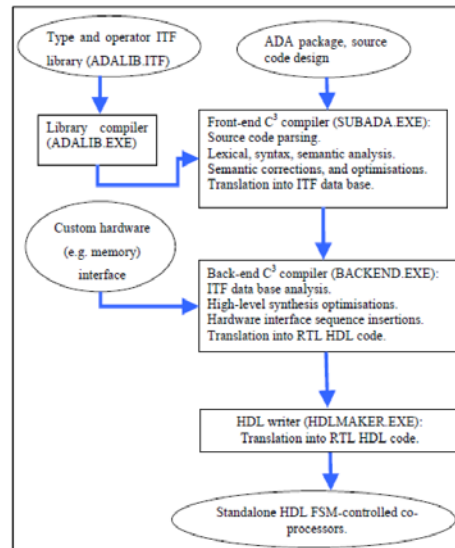 Type and operator ITF
library (ADALIB.ITF)
ADA package, source
code design
Library compiler
(ADALIB.EXE)
Front-end C³ compiler (SUBADA.EXE):
Source code parsing.
Lexical, syntax, semantic analysis.
Semantic corrections, and optimisations.
Translation into ITF data base.
Custom hardware
(e.g. memory)
interface
Back-end C³ compiler (BACKEND.EXE):
ITF data base analysis.
High-level synthesis optimisations.
Hardware interface sequence insertions.
Translation into RTL HDL code.
HDL writer (HDLMAKER.EXE):
Translation into RTL HDL code.
Standalone HDL FSM-controlled co-
processors.